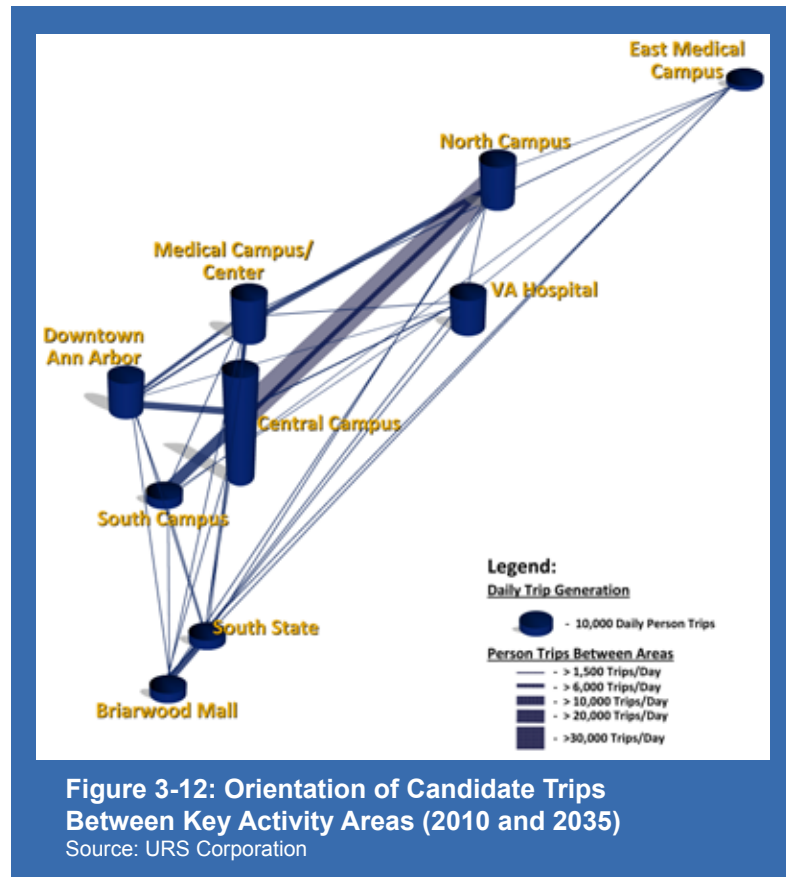 East Medical
Campus
North Campus
Medical Campus/
Center
VA Hospital
Downtown
Ann Arbor
Central Campus
South Campus
South State
Briarwood Mall
Legend:
Daily Trip Generation
- 10,000 Daily Person Trips
Person Trips Between Areas
- > 1,500 Trips/Day
- > 6,000 Trips/Day
- > 10,000 Trips/Day
- > 20,000 Trips/Day
- >30,000 Trips/Day
Figure 3-12: Orientation of Candidate Trips
Between Key Activity Areas (2010 and 2035)
Source: URS Corporation